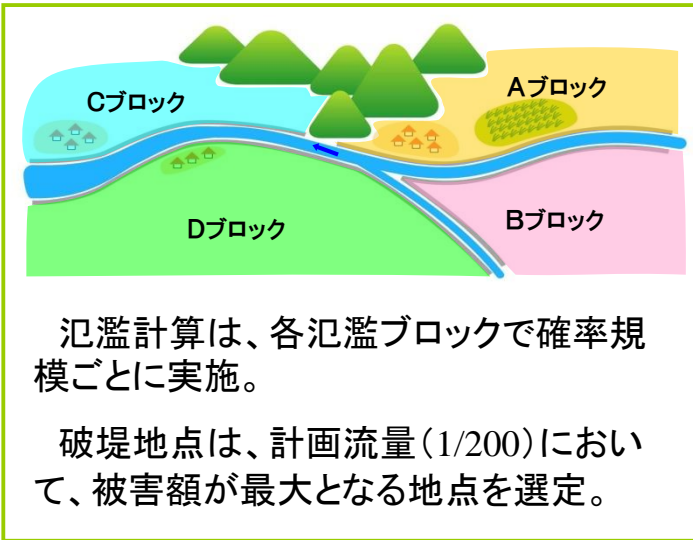 Cブロック
Aブロック
Dブロック
Bブロック
氾濫計算は、各氾濫ブロックで確率規
模ごとに実施。
破堤地点は、計画流量（1/200）におい
て、被害額が最大となる地点を選定。